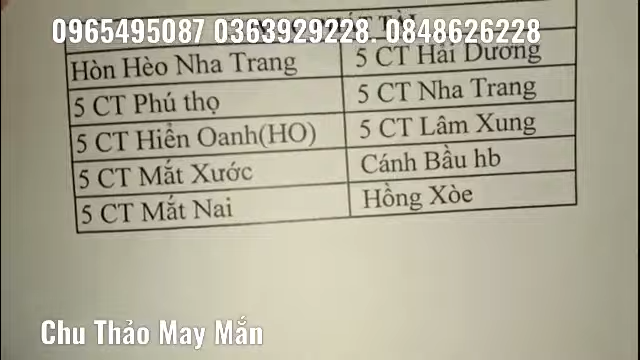 0965495087 0363929228. 0848626228
Hòn Hèo Nha Trang
5 CT Hải Dương
5 CT Phú thọ
5 CT Nha Trang
5 CT Hiển Oanh(HO)
5 CT Lâm Xung
5 CT Mắt Xước
Cánh Bầu hb
5 CT Mắt Nai
Hồng Xòe
Chu Thảo May Mắn